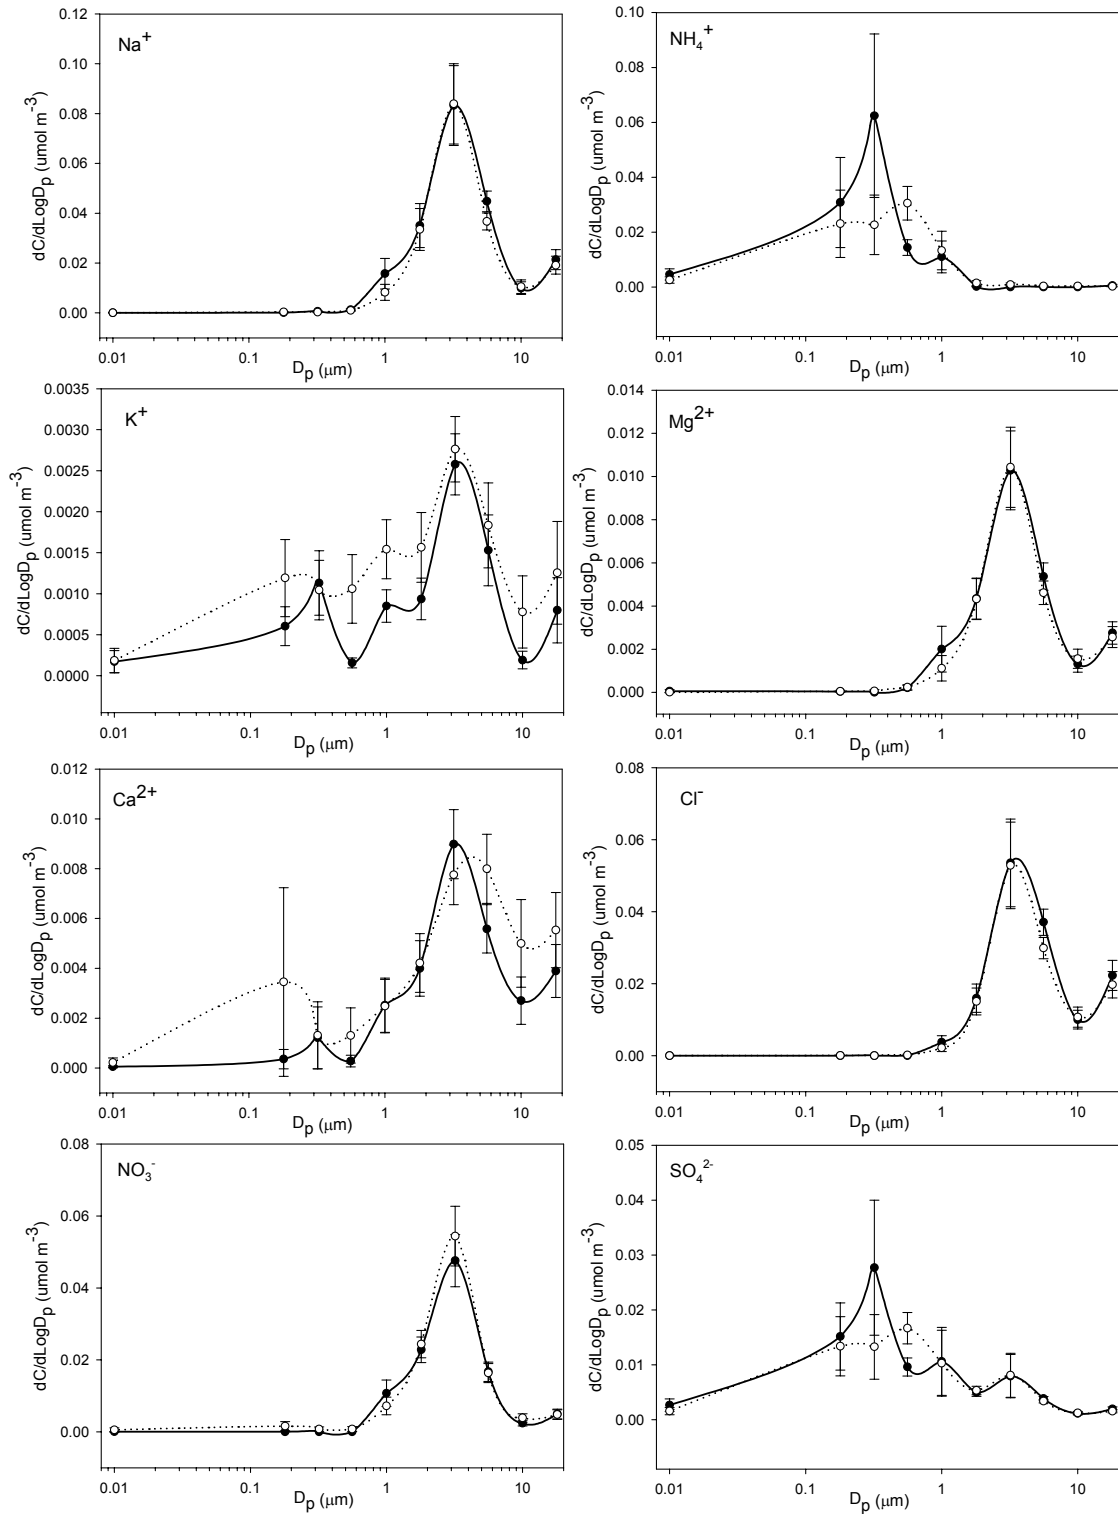 Na+
0.12
0.10
0.08
0.06
0.04
0.02
0.00
dC/dLogDp (umol m-3)
0.01 0.1 1 10
Dp (μm)
NH4+
0.10
0.08
0.06
0.04
0.02
0.00
dC/dLogDp (umol m-3)
0.01 0.1 1 10
Dp (μm)
K+
0.0035
0.0030
0.0025
0.0020
0.0015
0.0010
0.0005
0.0000
dC/dLogDp (umol m-3)
0.01 0.1 1 10
Dp (μm)
Mg2+
0.014
0.012
0.010
0.008
0.006
0.004
0.002
0.000
dC/dLogDp (umol m-3)
0.01 0.1 1 10
Dp (μm)
Ca2+
0.012
0.010
0.008
0.006
0.004
0.002
0.000
dC/dLogDp (umol m-3)
0.01 0.1 1 10
Dp (μm)
Cl-
0.08
0.06
0.04
0.02
0.00
dC/dLogDp (umol m-3)
0.01 0.1 1 10
Dp (μm)
NO3-
0.08
0.06
0.04
0.02
0.00
dC/dLogDp (umol m-3)
0.01 0.1 1 10
Dp (μm)
SO42-
0.05
0.04
0.03
0.02
0.01
0.00
dC/dLogDp (umol m-3)
0.01 0.1 1 10
Dp (μm)